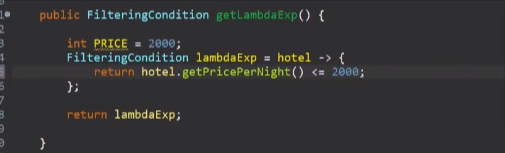 public FilteringCondition getLambdaExp() {
int PRICE = 2000;
FilteringCondition lambdaExp = hotel -> {
return hotel.getPricePerNight() <= 2000;
};
return lambdaExp;
}